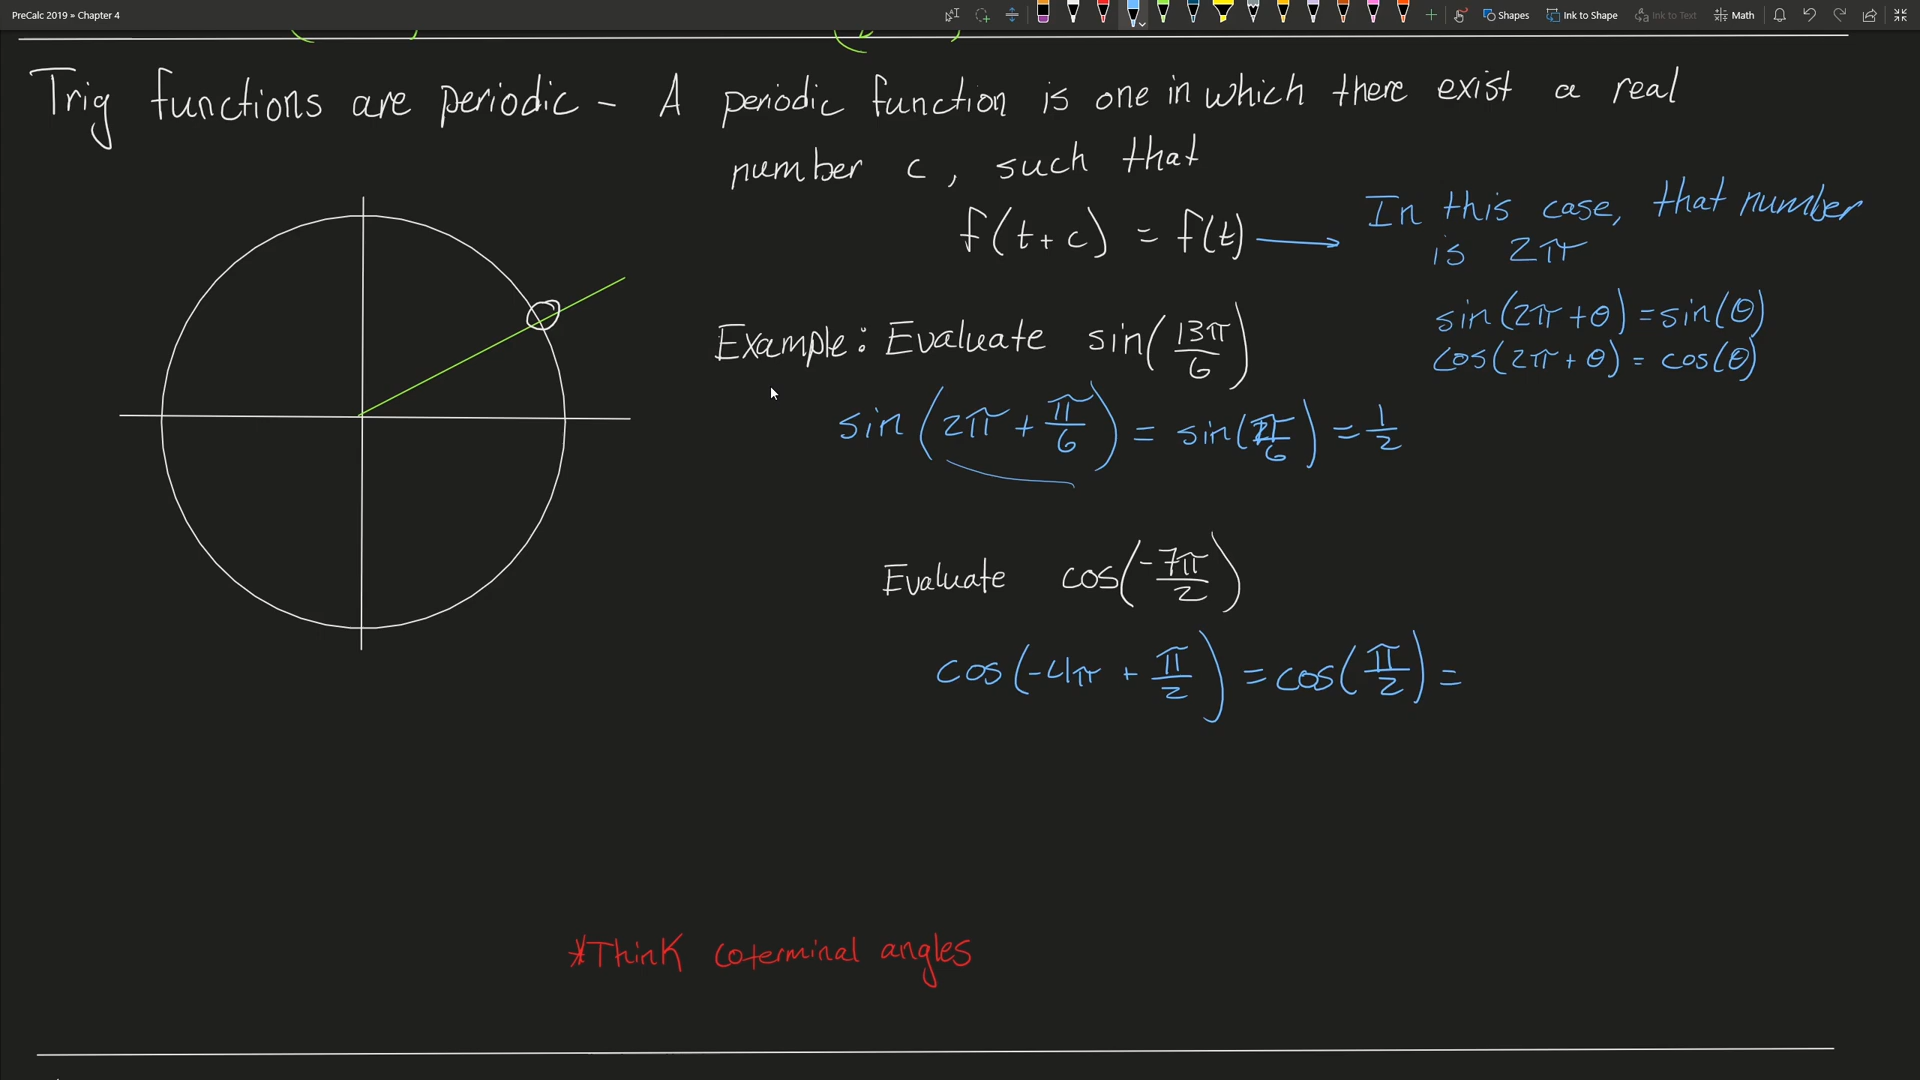 PreCalc 2019 » Chapter 4
Shapes Ink to Shape Ink to Text Math
Trig functions are periodic - A periodic function is one in which there exist a real
number c, such that
f(t+c) = f(t) → In this case, that number
is 2π
sin(2π+θ) = sin(θ)
cos(2π+θ) = cos(θ)
Example: Evaluate sin(13π/6)
sin(2π + π/6) = sin(π/6) = 1/2
Evaluate cos(-7π/2)
cos(-4π + π/2) = cos(π/2) =
*Think coterminal angles